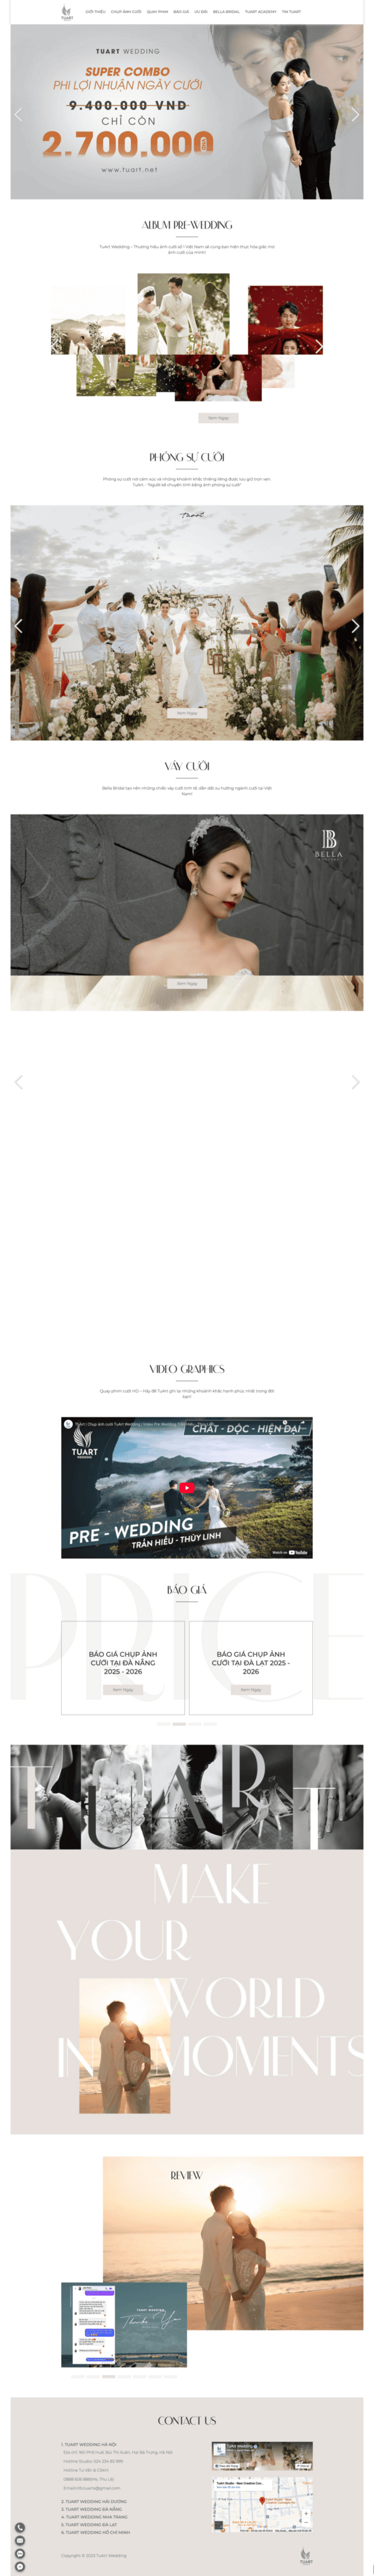 TUART
GIỚI THIỆU CHỤP ẢNH CƯỚI QUAY PHIM BÁO GIÁ ƯU ĐÃI BELLA BRIDAL TUART ACADEMY TIN TUART
TUART WEDDING
SUPER COMBO
PHI LỢI NHUẬN NGÀY CƯỚI
9.400.000 VND
CHỈ CÒN
2.700.000 VND
www.tuart.net
ALBUM PRE-WEDDING
TuArt Wedding – Thương hiệu ảnh cưới số 1 Việt Nam sẽ cùng bạn hiện thực hóa giấc mơ
ảnh cưới của mình!
Xem Ngay
PHÓNG SỰ CƯỚI
Phóng sự cưới nơi cảm xúc và những khoảnh khắc thiêng liêng được lưu giữ trọn vẹn
TuArt - "Người kể chuyện tình bằng ảnh phóng sự cưới"
Tuart
Xem Ngay
VÁY CƯỚI
Bella Bridal tạo nên những chiếc váy cưới tinh tế, dẫn dắt xu hướng ngành cưới tại Việt
Nam!
BELLA
Xem Ngay
VIDEO GRAPHICS
Quay phim cưới HD – Hãy để TuArt ghi lại những khoảnh khắc hạnh phúc nhất trong đời
bạn!
CHẤT - ĐỘC - HIỆN ĐẠI
TUART
WEDDING
PRE - WEDDING
TRẦN HIẾU - THÙY LINH
Watch on YouTube
PRICE
BÁO GIÁ
BÁO GIÁ CHỤP ẢNH
CƯỚI TẠI ĐÀ NẴNG
2025 - 2026
Xem Ngay
BÁO GIÁ CHỤP ẢNH
CƯỚI TẠI ĐÀ LẠT 2025 -
2026
Xem Ngay
TUART
MAKE
YOUR
WORLD
IN MOMENTS
REVIEW
TUART WEDDING
Thank You
CONTACT US
1. TUART WEDDING HÀ NỘI
2. TUART WEDDING HẢI DƯƠNG
3. TUART WEDDING ĐÀ NẴNG
4. TUART WEDDING NHA TRANG
5. TUART WEDDING ĐÀ LẠT
6. TUART WEDDING HỒ CHÍ MINH
Copyright © 2023 TuArt Wedding